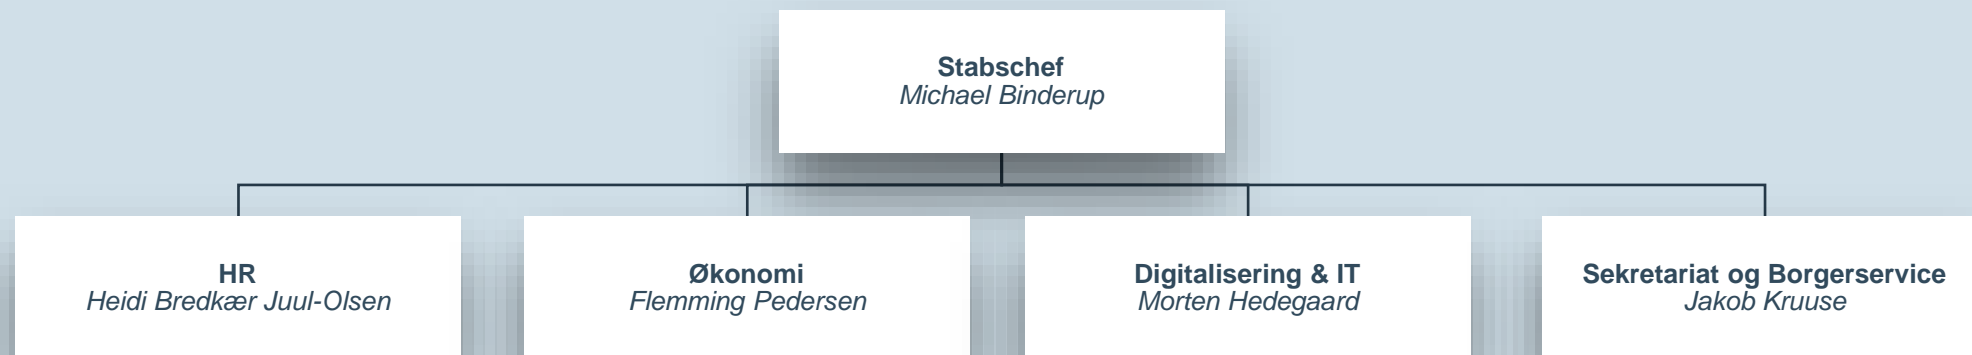 Stabschef
Michael Binderup
HR
Heidi Bredkær Juul-Olsen
Økonomi
Flemming Pedersen
Digitalisering & IT
Morten Hedegaard
Sekretariat og Borgerservice
Jakob Kruuse